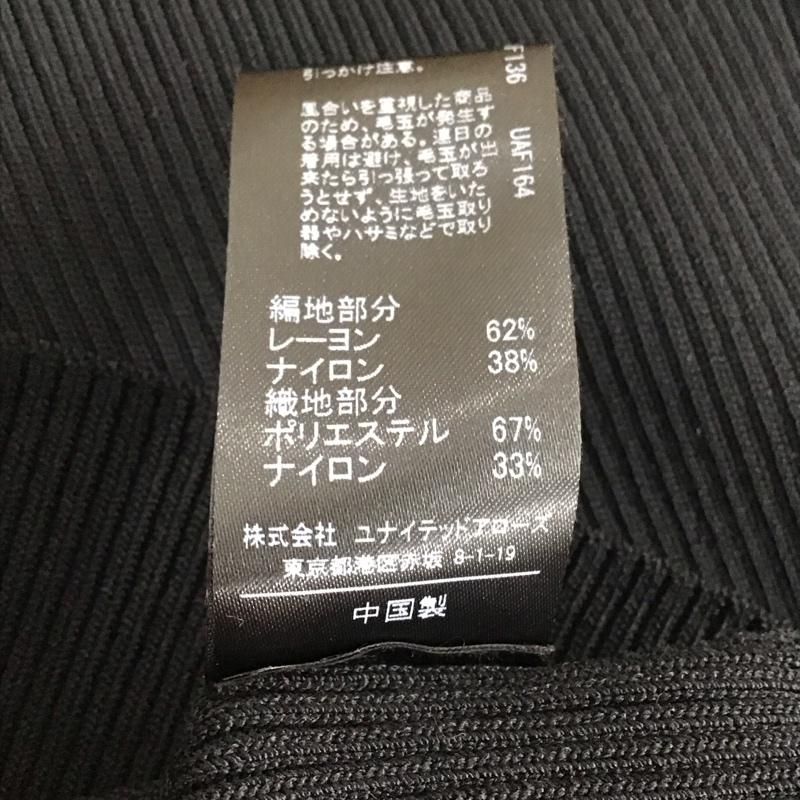 引っかけ注意。
風合いを重視した商品
のため、毛玉が発生す
る場合がある。連日の
着用は避け、毛玉が出
来たら引っ張って取ろ
うとせず、生地をいた
めないように毛玉取り
器やハサミなどで取り
除く。
F136 UAF164
編地部分
レーヨン 62%
ナイロン 38%
織地部分
ポリエステル 67%
ナイロン 33%
株式会社 ユナイテッドアローズ
東京都港区赤坂 8-1-19
中国製